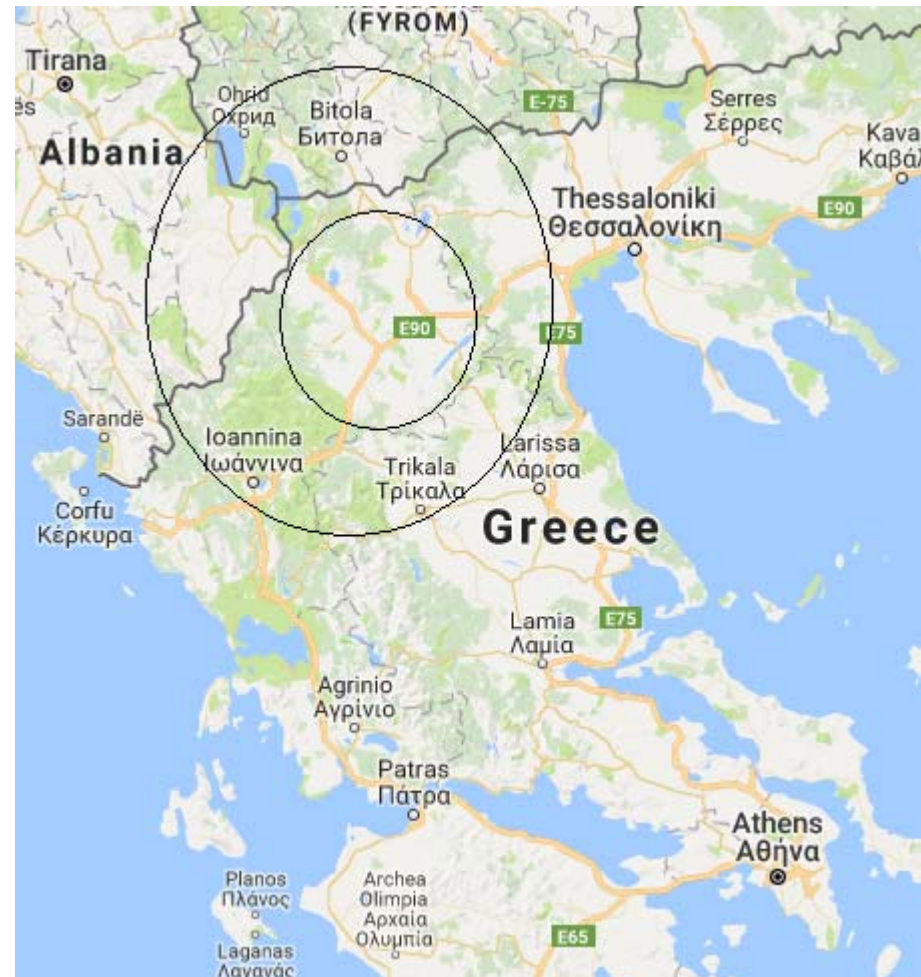 (FYROM)
Tirana
Ohrid
Охрид
Bitola
Битола
E-75
Serres
Σέρρες
Kava
Καβάλ
Albania
ës
Thessaloniki
Θεσσαλονίκη
E90
E90
E75
Sarandë
Ioannina
Ιωάννινα
Larissa
Λάρισα
Trikala
Τρίκαλα
Corfu
Κέρκυρα
Greece
Lamia
Λαμία
E75
Agrinio
Αγρίνιο
Patras
Πάτρα
Athens
Αθήνα
Planos
Πλάνος
Archea
Olimpia
Αρχαία
Ολυμπία
E65
Laganas